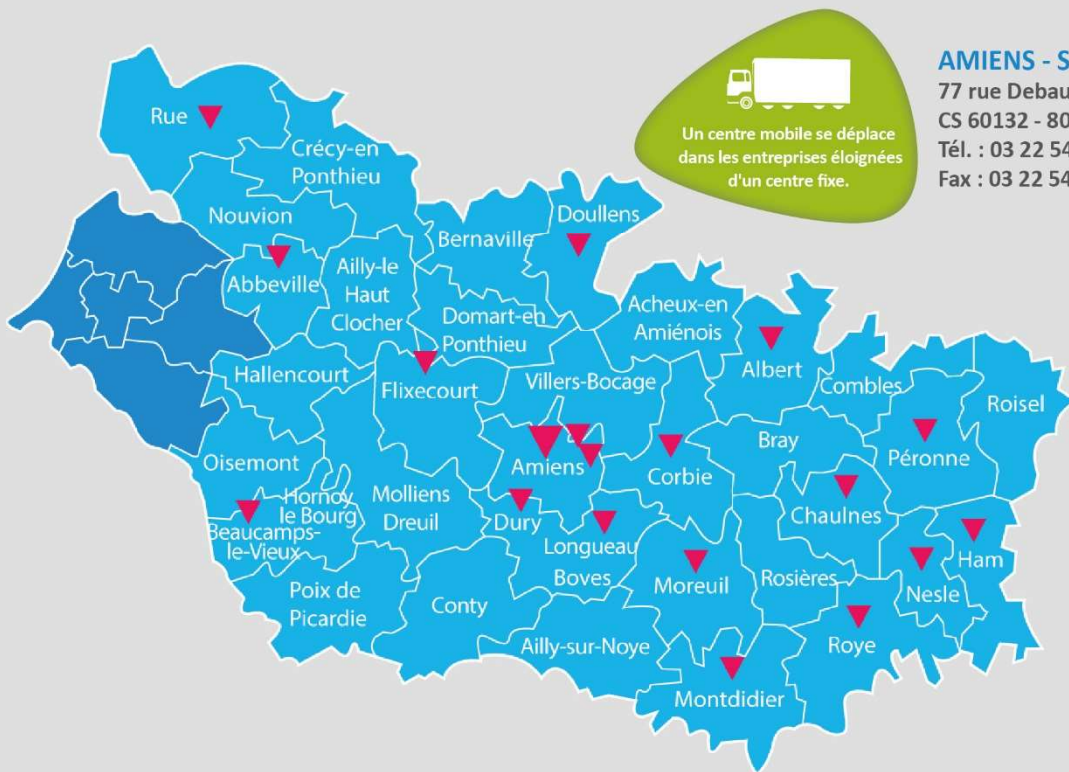 Un centre mobile se déplace
dans les entreprises éloignées
d'un centre fixe.
AMIENS - S
77 rue Debau
CS 60132 - 80
Tél. : 03 22 54
Fax : 03 22 54
Rue
Crécy-en
Ponthieu
Nouvion
Bernaville
Doullens
Abbeville
Ailly-le
Haut
Clocher
Domart-en
Ponthieu
Acheux-en
Amiénois
Albert
Combles
Roisel
Hallencourt
Flixecourt
Villers-Bocage
Bray
Péronne
Oisemont
Amiens
Corbie
Hornoy
le Bourg
Molliens
Dreuil
Dury
Chaulnes
Beaucamps-
le-Vieux
Longueau
Boves
Moreuil
Rosières
Ham
Nesle
Poix de
Picardie
Conty
Ailly-sur-Noye
Roye
Montdidier